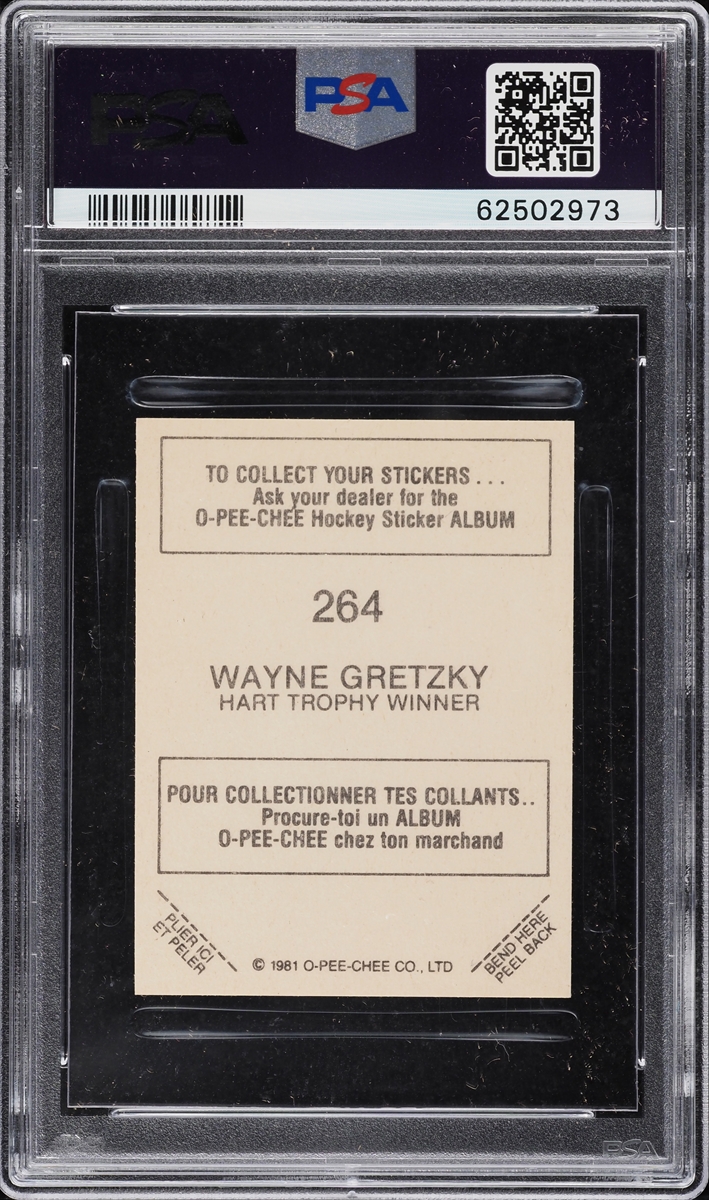 PSA
PSA
62502973
TO COLLECT YOUR STICKERS . . .
Ask your dealer for the
O-PEE-CHEE Hockey Sticker ALBUM
264
WAYNE GRETZKY
HART TROPHY WINNER
POUR COLLECTIONNER TES COLLANTS..
Procure-toi un ALBUM
O-PEE-CHEE chez ton marchand
PLIER ICI
ET PELER
© 1981 O-PEE-CHEE CO., LTD
BEND HERE
PEEL BACK
PSA